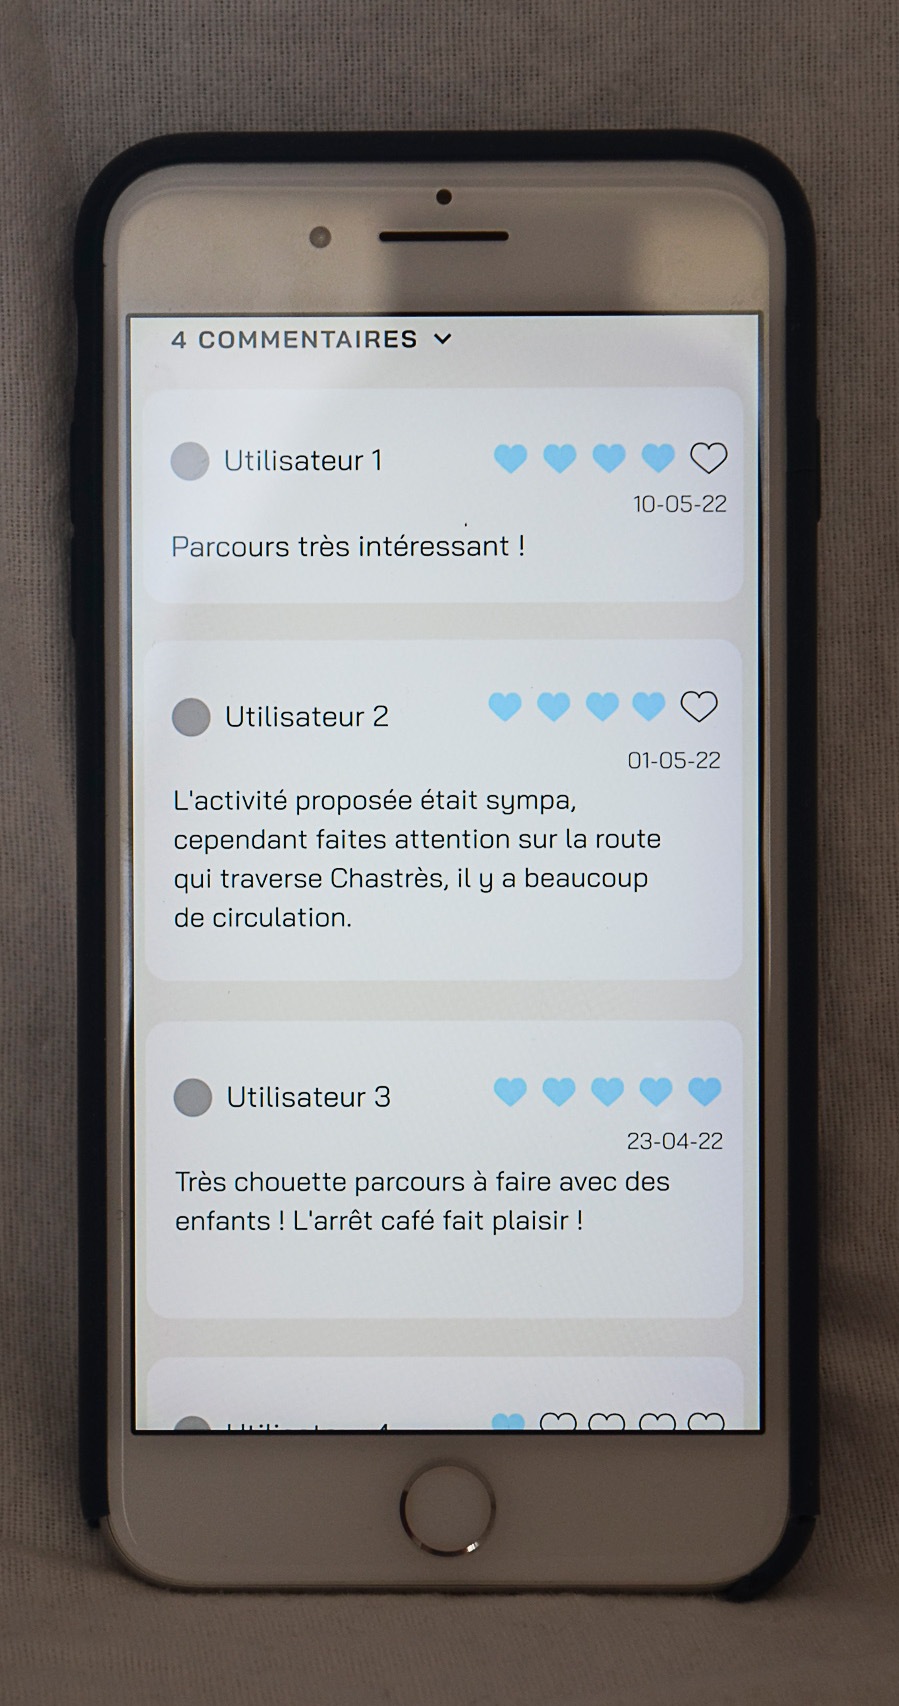 4 COMMENTAIRES
Utilisateur 1
10-05-22
Parcours très intéressant !
Utilisateur 2
01-05-22
L'activité proposée était sympa,
cependant faites attention sur la route
qui traverse Chastrès, il y a beaucoup
de circulation.
Utilisateur 3
23-04-22
Très chouette parcours à faire avec des
enfants ! L'arrêt café fait plaisir !